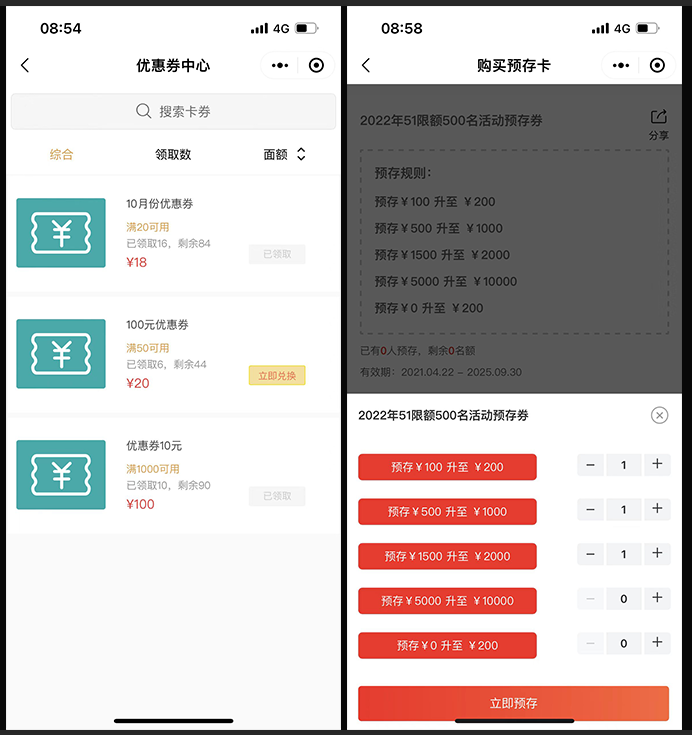 08:54
4G
优惠券中心
搜索卡券
综合
领取数
面额
10月份优惠券
满20可用
已领取16，剩余84
¥18
已领取
100元优惠券
满50可用
已领取6，剩余44
¥20
立即兑换
优惠券10元
满1000可用
已领取10，剩余90
¥100
已领取
08:58
4G
购买预存卡
2022年51限额500名活动预存券
分享
预存规则：
预存￥100 升至 ￥200
预存￥500 升至 ￥1000
预存￥1500 升至 ￥2000
预存￥5000 升至 ￥10000
预存￥0 升至 ￥200
已有0人预存，剩余0名额
有效期：2021.04.22 - 2025.09.30
2022年51限额500名活动预存券
预存￥100 升至 ￥200 − 1 +
预存￥500 升至 ￥1000 − 1 +
预存￥1500 升至 ￥2000 − 1 +
预存￥5000 升至 ￥10000 − 0 +
预存￥0 升至 ￥200 − 0 +
立即预存